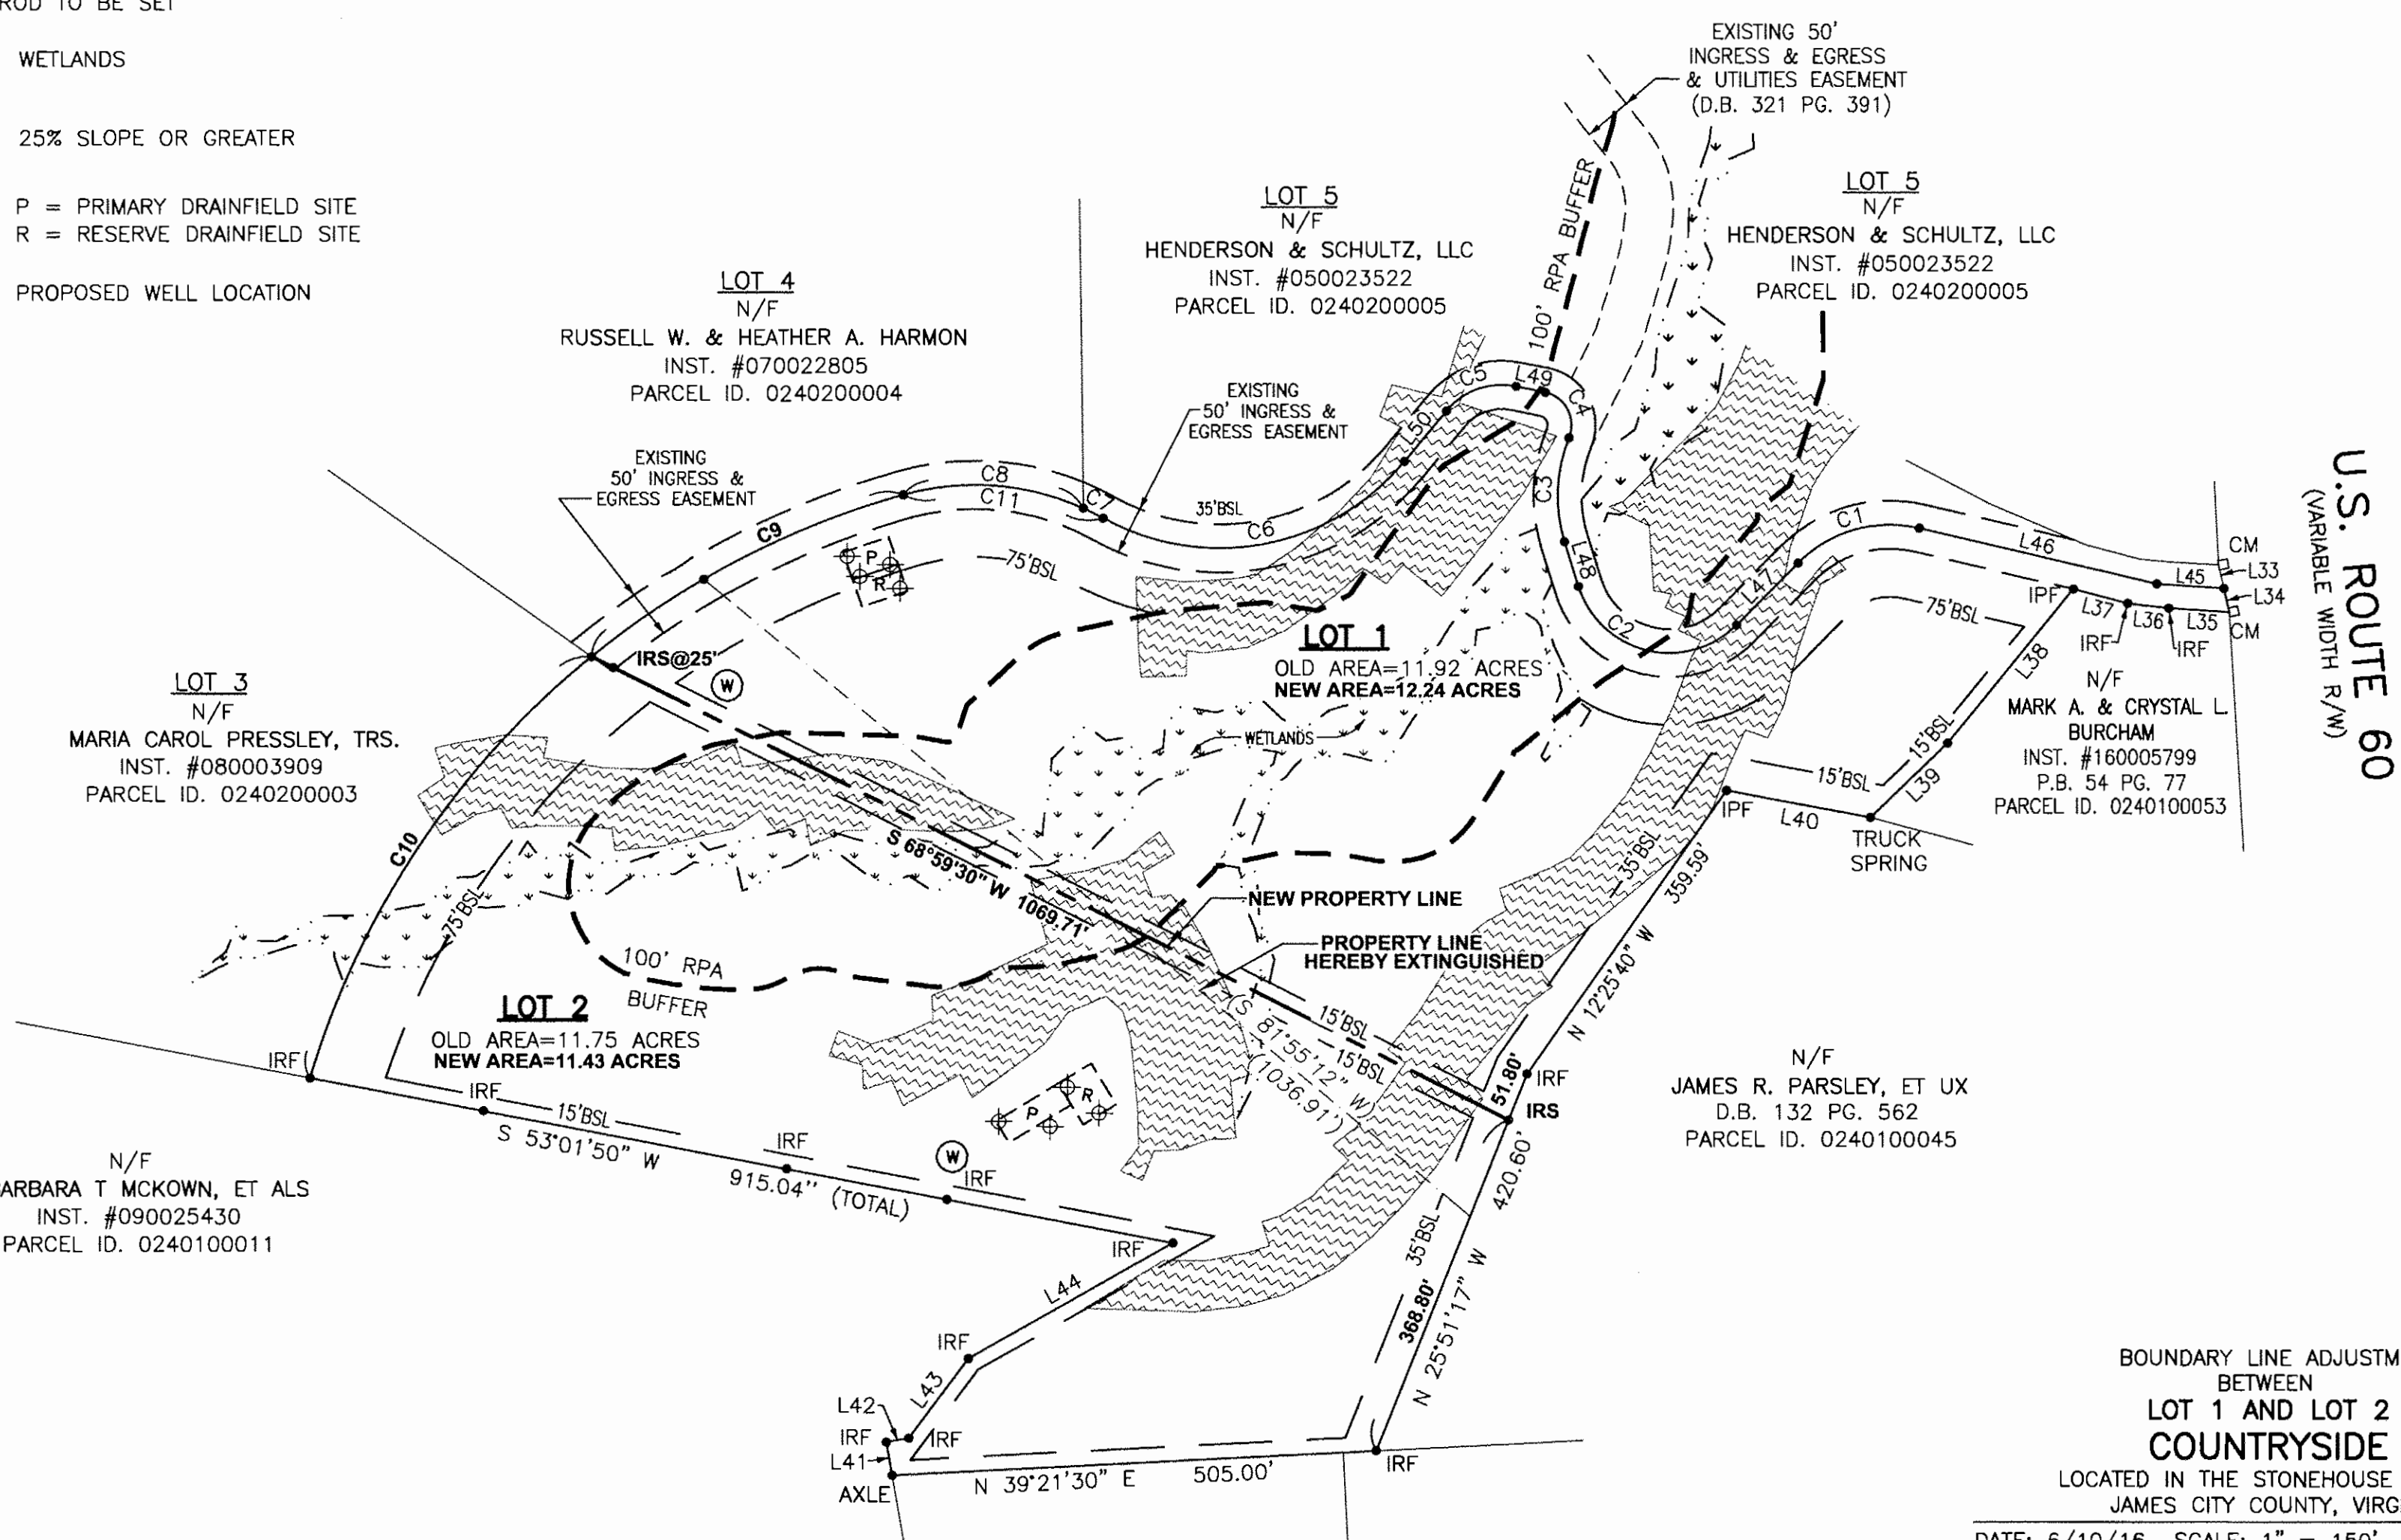 ROD TO BE SET
WETLANDS
25% SLOPE OR GREATER
P = PRIMARY DRAINFIELD SITE
R = RESERVE DRAINFIELD SITE
PROPOSED WELL LOCATION
EXISTING 50'
INGRESS & EGRESS
& UTILITIES EASEMENT
(D.B. 321 PG. 391)
LOT 5
N/F
HENDERSON & SCHULTZ, LLC
INST. #050023522
PARCEL ID. 0240200005
LOT 5
N/F
HENDERSON & SCHULTZ, LLC
INST. #050023522
PARCEL ID. 0240200005
100' RPA BUFFER
LOT 4
N/F
RUSSELL W. & HEATHER A. HARMON
INST. #070022805
PARCEL ID. 0240200004
EXISTING
50' INGRESS &
EGRESS EASEMENT
EXISTING
50' INGRESS &
EGRESS EASEMENT
C5
L49
C4
L50
C3
L48
C2
L47
C1
L46
L45
CM
L33
L34
CM
L35
L36
L37
IPF
IRF
IRF
L38
L39
C8
C11
C7
C6
35'BSL
C9
75'BSL
P
R
75'BSL
U.S. ROUTE 60
(VARIABLE WIDTH R/W)
IRS@25'
W
LOT 1
OLD AREA=11.92 ACRES
NEW AREA=12.24 ACRES
WETLANDS
N/F
MARK A. & CRYSTAL L.
BURCHAM
INST. #160005799
P.B. 54 PG. 77
PARCEL ID. 0240100053
15'BSL
15'BSL
IPF
L40
TRUCK
SPRING
LOT 3
N/F
MARIA CAROL PRESSLEY, TRS.
INST. #080003909
PARCEL ID. 0240200003
C10
75'BSL
S 68°59'30" W 1069.71'
NEW PROPERTY LINE
PROPERTY LINE
HEREBY EXTINGUISHED
(S 81°55'12" W)
(1036.91')
15'BSL
15'BSL
35'BSL
359.59'
N 12°25'40" W
51.80'
IRF
IRS
100' RPA
BUFFER
LOT 2
OLD AREA=11.75 ACRES
NEW AREA=11.43 ACRES
N/F
JAMES R. PARSLEY, ET UX
D.B. 132 PG. 562
PARCEL ID. 0240100045
IRF
IRF
15'BSL
S 53°01'50" W
915.04" (TOTAL)
IRF
W
IRF
P
R
IRF
N/F
ARBARA T MCKOWN, ET ALS
INST. #090025430
PARCEL ID. 0240100011
420.60'
35'BSL
368.80'
N 25°51'17" W
L44
IRF
L43
L42
IRF
IRF
L41
AXLE
N 39°21'30" E 505.00'
IRF
BOUNDARY LINE ADJUSTM
BETWEEN
LOT 1 AND LOT 2
COUNTRYSIDE
LOCATED IN THE STONEHOUSE
JAMES CITY COUNTY, VIRG
DATE: 6/10/16 SCALE: 1" = 150'